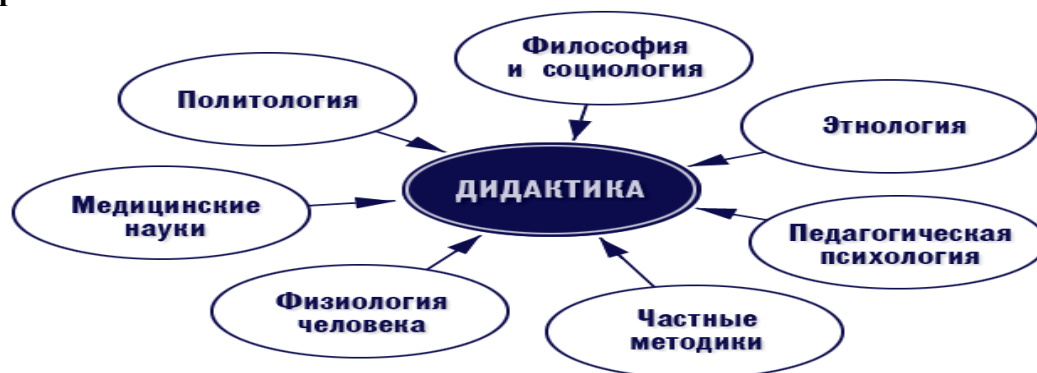 Философия
и социология
Политология
Этнология
ДИДАКТИКА
Медицинские
науки
Педагогическая
психология
Физиология
человека
Частные
методики